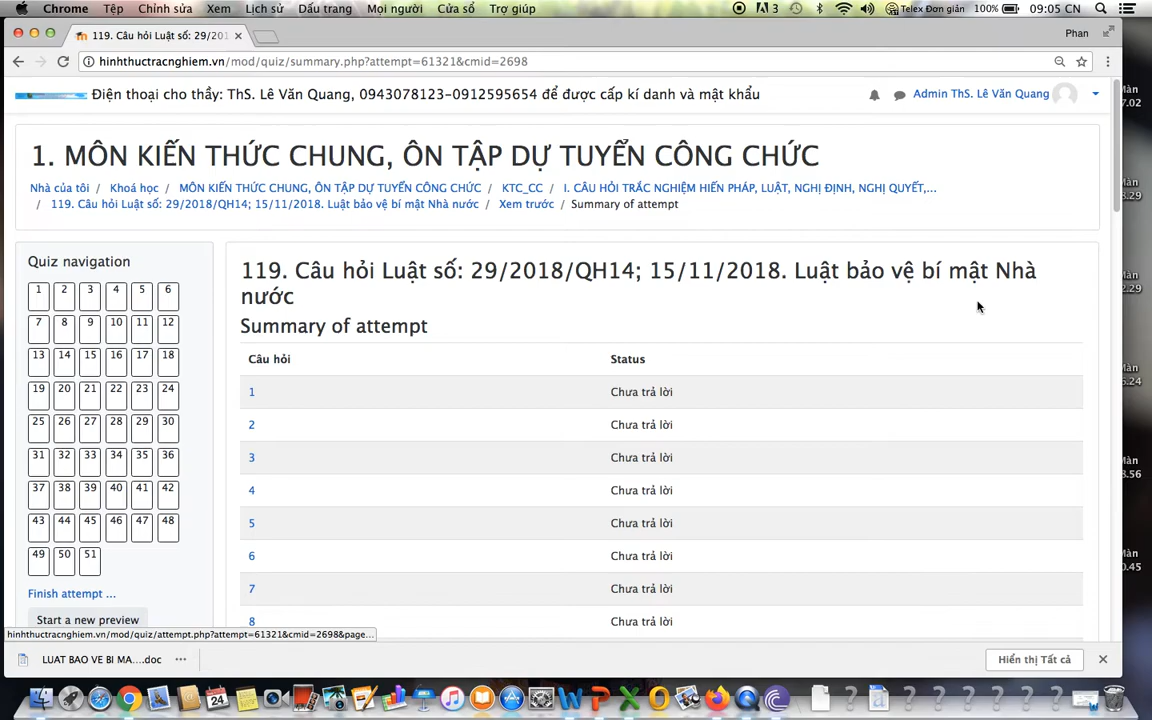 Chrome Tệp Chỉnh sửa Xem Lịch sử Dấu trang Mọi người Cửa sổ Trợ giúp 3 Telex Đơn giản 100% 09:05 CN
119. Câu hỏi Luật số: 29/201 Phan
hinhthuctracnghiem.vn/mod/quiz/summary.php?attempt=61321&cmid=2698
Điện thoại cho thầy: ThS. Lê Văn Quang, 0943078123-0912595654 để được cấp kí danh và mật khẩu Admin ThS. Lê Văn Quang
1. MÔN KIẾN THỨC CHUNG, ÔN TẬP DỰ TUYỂN CÔNG CHỨC
Nhà của tôi / Khoá học / MÔN KIẾN THỨC CHUNG, ÔN TẬP DỰ TUYỂN CÔNG CHỨC / KTC_CC / I. CÂU HỎI TRẮC NGHIỆM HIẾN PHÁP, LUẬT, NGHỊ ĐỊNH, NGHỊ QUYẾT,...
/ 119. Câu hỏi Luật số: 29/2018/QH14; 15/11/2018. Luật bảo vệ bí mật Nhà nước / Xem trước / Summary of attempt
Quiz navigation
1 2 3 4 5 6
7 8 9 10 11 12
13 14 15 16 17 18
19 20 21 22 23 24
25 26 27 28 29 30
31 32 33 34 35 36
37 38 39 40 41 42
43 44 45 46 47 48
49 50 51
Finish attempt ...
Start a new preview
119. Câu hỏi Luật số: 29/2018/QH14; 15/11/2018. Luật bảo vệ bí mật Nhà
nước
Summary of attempt
Câu hỏi Status
1 Chưa trả lời
2 Chưa trả lời
3 Chưa trả lời
4 Chưa trả lời
5 Chưa trả lời
6 Chưa trả lời
7 Chưa trả lời
8 Chưa trả lời
hinhthuctracnghiem.vn/mod/quiz/attempt.php?attempt=61321&cmid=2698&page...
LUAT BAO VE BI MA....doc Hiển thị Tất cả